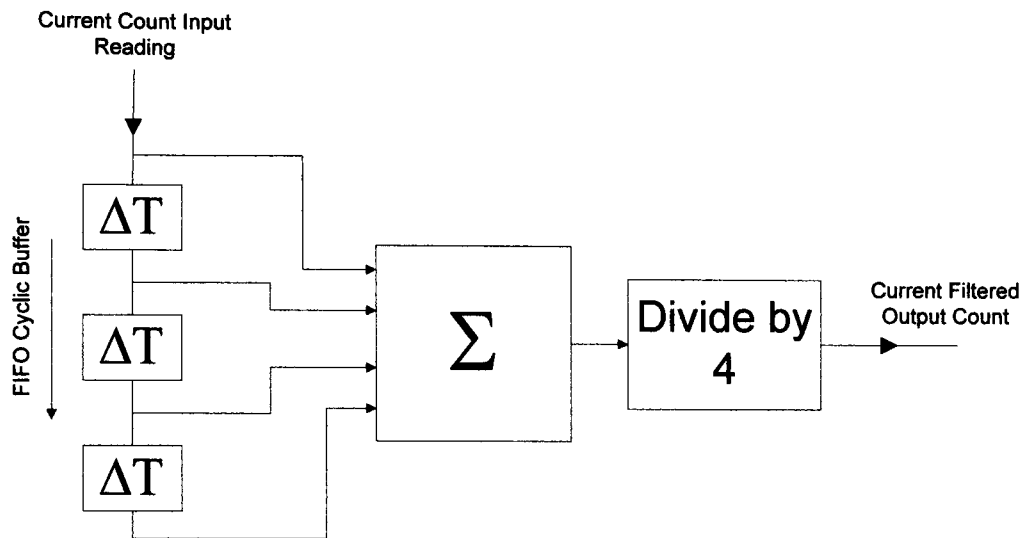 Current Count Input
Reading
FIFO Cyclic Buffer
ΔT
ΔT
ΔT
Σ
Divide by
4
Current Filtered
Output Count